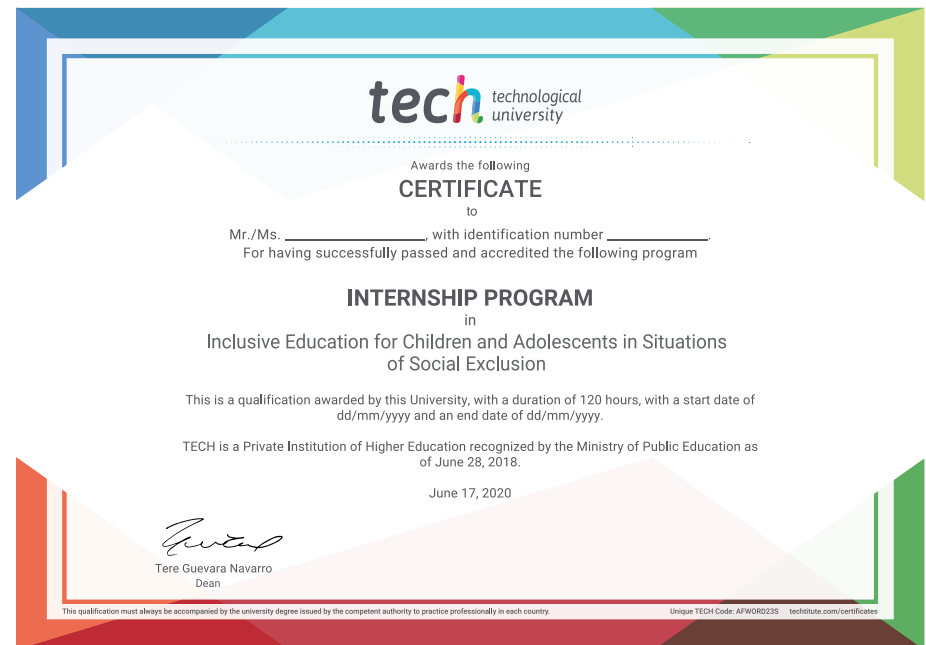 tech technological
university
Awards the following
CERTIFICATE
to
Mr./Ms. ____________, with identification number ____________.
For having successfully passed and accredited the following program
INTERNSHIP PROGRAM
in
Inclusive Education for Children and Adolescents in Situations
of Social Exclusion
This is a qualification awarded by this University, with a duration of 120 hours, with a start date of
dd/mm/yyyy and an end date of dd/mm/yyyy.
TECH is a Private Institution of Higher Education recognized by the Ministry of Public Education as
of June 28, 2018.
June 17, 2020
Tere Guevara Navarro
Dean
This qualification must always be accompanied by the university degree issued by the competent authority to practice professionally in each country.
Unique TECH Code: AFWORD23S techtitute.com/certificates